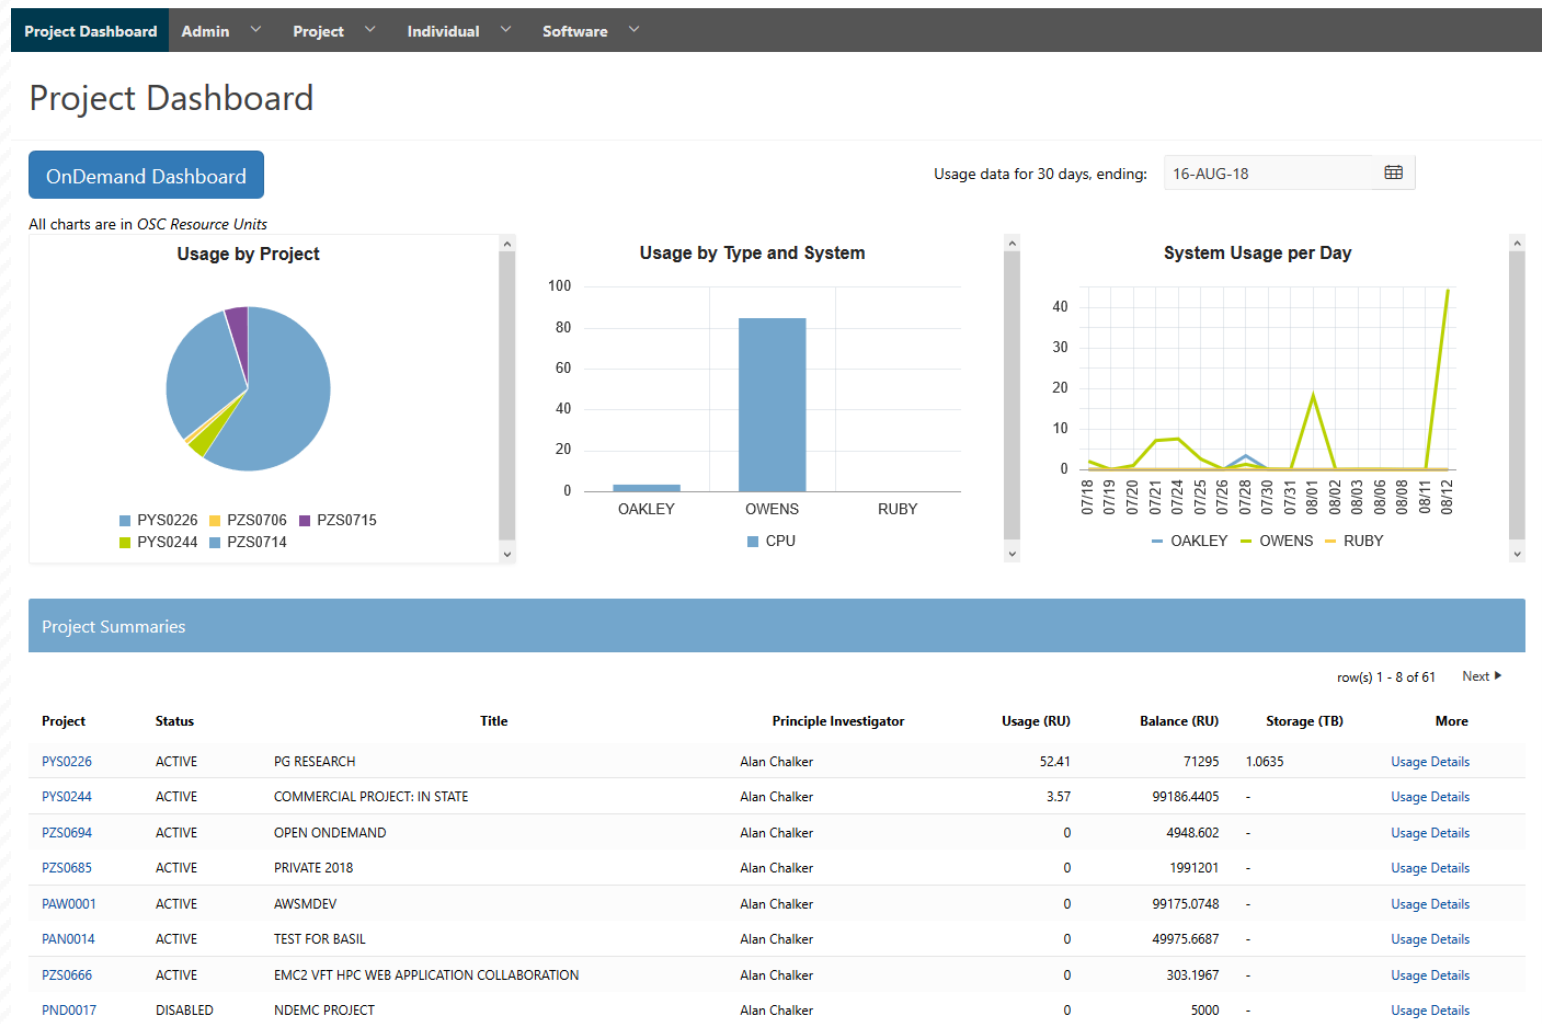 Project Dashboard Admin Project Individual Software
Project Dashboard
OnDemand Dashboard
Usage data for 30 days, ending: 16-AUG-18
All charts are in OSC Resource Units
Usage by Project
PYS0226 PZS0706 PZS0715
PYS0244 PZS0714
Usage by Type and System
100
80
60
40
20
0
OAKLEY OWENS RUBY
CPU
System Usage per Day
40
30
20
10
0
07/18 07/19 07/20 07/21 07/24 07/25 07/26 07/28 07/30 07/31 08/01 08/02 08/03 08/06 08/08 08/11 08/12
OAKLEY OWENS RUBY
Project Summaries
row(s) 1 - 8 of 61 Next
Project Status Title Principle Investigator Usage (RU) Balance (RU) Storage (TB) More
PYS0226 ACTIVE PG RESEARCH Alan Chalker 52.41 71295 1.0635 Usage Details
PYS0244 ACTIVE COMMERCIAL PROJECT: IN STATE Alan Chalker 3.57 99186.4405 - Usage Details
PZS0694 ACTIVE OPEN ONDEMAND Alan Chalker 0 4948.602 - Usage Details
PZS0685 ACTIVE PRIVATE 2018 Alan Chalker 0 1991201 - Usage Details
PAW0001 ACTIVE AWSMDEV Alan Chalker 0 99175.0748 - Usage Details
PAN0014 ACTIVE TEST FOR BASIL Alan Chalker 0 49975.6687 - Usage Details
PZS0666 ACTIVE EMC2 VFT HPC WEB APPLICATION COLLABORATION Alan Chalker 0 303.1967 - Usage Details
PND0017 DISABLED NDEMC PROJECT Alan Chalker 0 5000 - Usage Details